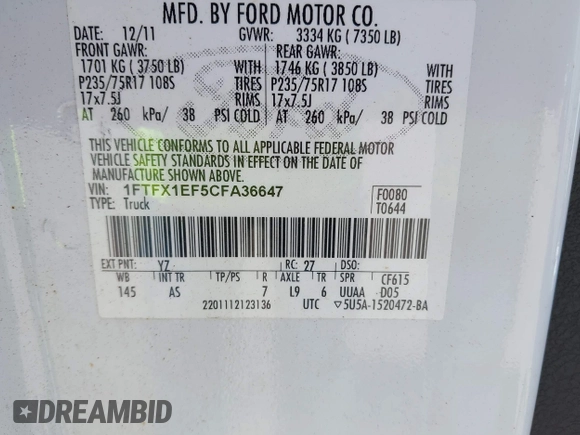 MFD. BY FORD MOTOR CO.
DATE: 12/11 GVWR: 3334 KG ( 7350 LB)
FRONT GAWR: REAR GAWR:
1701 KG ( 3750 LB) WITH 1746 KG ( 3850 LB) WITH
P235/75R17 108S TIRES P235/75R17 108S TIRES
17x7.5J RIMS 17x7.5J RIMS
AT 260 kPa/ 38 PSI COLD AT 260 kPa/ 38 PSI COLD
THIS VEHICLE CONFORMS TO ALL APPLICABLE FEDERAL MOTOR
VEHICLE SAFETY STANDARDS IN EFFECT ON THE DATE OF
MANUFACTURE SHOWN ABOVE.
VIN: 1FTFX1EF5CFA36647 F0080
TYPE: Truck T0644
EXT PNT: YZ RC: 27 DSO:
WB INT TR TP/PS R AXLE TR SPR CF615
145 AS 7 L9 6 UUAA D05
2201112123136 UTC ▽5U5A-1520472-BA
DREAMBID